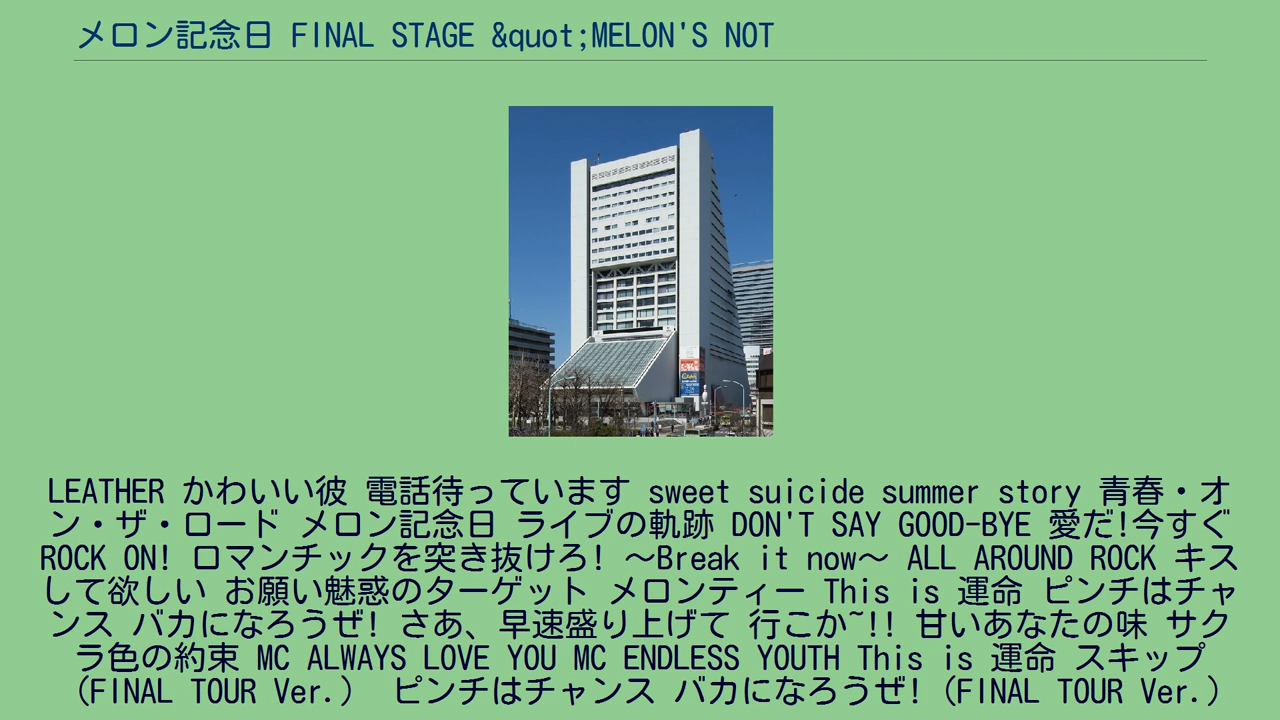 メロン記念日 FINAL STAGE &quot;MELON'S NOT
LEATHER かわいい彼 電話待っています sweet suicide summer story 青春・オ
ン・ザ・ロード メロン記念日 ライブの軌跡 DON'T SAY GOOD-BYE 愛だ!今すぐ
ROCK ON! ロマンチックを突き抜けろ! ～Break it now～ ALL AROUND ROCK キス
して欲しい お願い魅惑のターゲット メロンティー This is 運命 ピンチはチャ
ンス バカになろうぜ! さあ、早速盛り上げて 行こか~!! 甘いあなたの味 サク
ラ色の約束 MC ALWAYS LOVE YOU MC ENDLESS YOUTH This is 運命 スキップ
（FINAL TOUR Ver.） ピンチはチャンス バカになろうぜ!（FINAL TOUR Ver.）